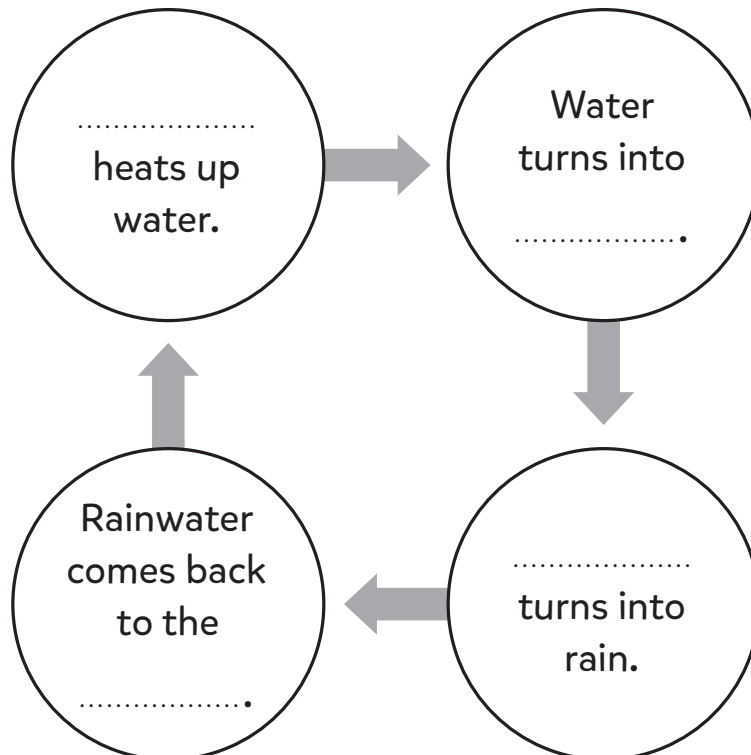 ....................
heats up
water.
Water
turns into
..................
.
....................
turns into
rain.
Rainwater
comes back
to the
..................
.